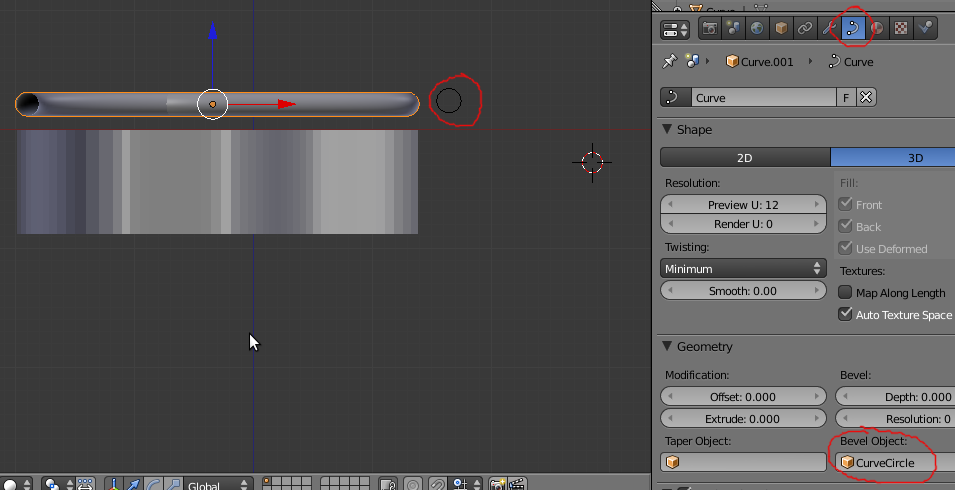 Curve.001
Curve
Curve
F
Shape
2D
3D
Resolution:
Preview U: 12
Render U: 0
Twisting:
Minimum
Smooth: 0.00
Fill:
Front
Back
Use Deformed
Textures:
Map Along Length
Auto Texture Space
Geometry
Modification:
Offset: 0.000
Extrude: 0.000
Taper Object:
Bevel:
Depth: 0.000
Resolution: 0
Bevel Object:
CurveCircle
Global